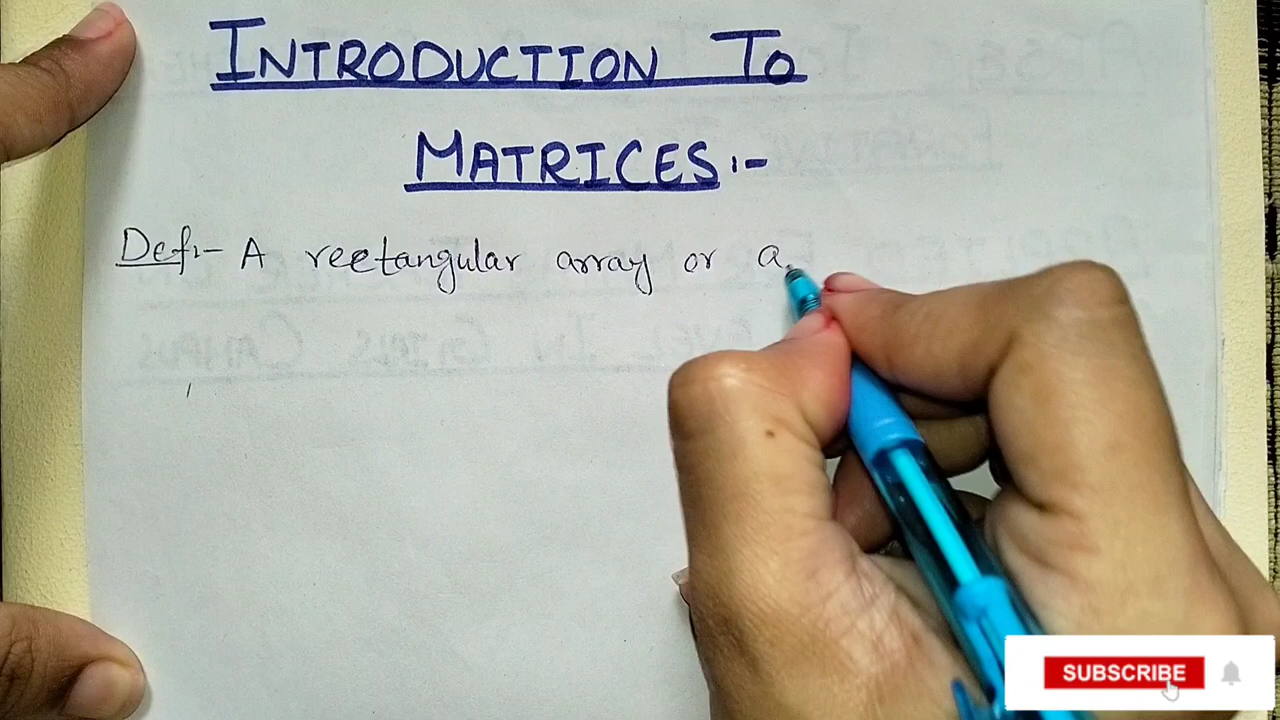 INTRODUCTION TO
MATRICES:-
Def:- A rectangular array or a
SUBSCRIBE